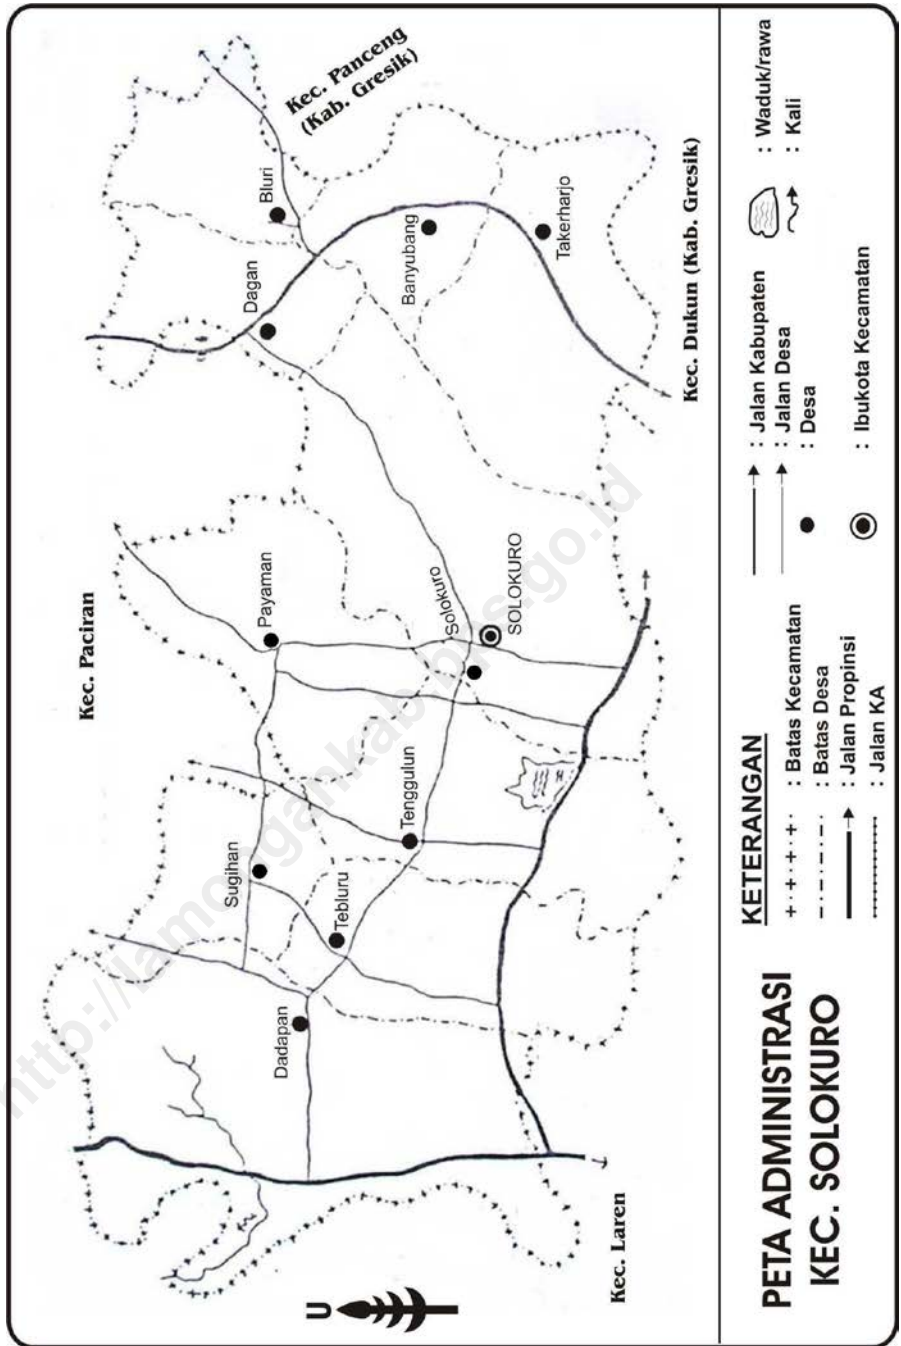 Kec. Paciran
Kec. Panceng
(Kab. Gresik)
Bluri
Dagan
Banyubang
Takerharjo
Kec. Dukun (Kab. Gresik)
Payaman
Solokuro
SOLOKURO
Sugihan
Tenggulun
Tebluru
Dadapan
Kec. Laren
U
http://lamongankab.bps.go.id
PETA ADMINISTRASI
KEC. SOLOKURO
KETERANGAN
: Batas Kecamatan
: Batas Desa
: Jalan Propinsi
: Jalan KA
: Jalan Kabupaten
: Jalan Desa
: Desa
: Ibukota Kecamatan
: Waduk/rawa
: Kali